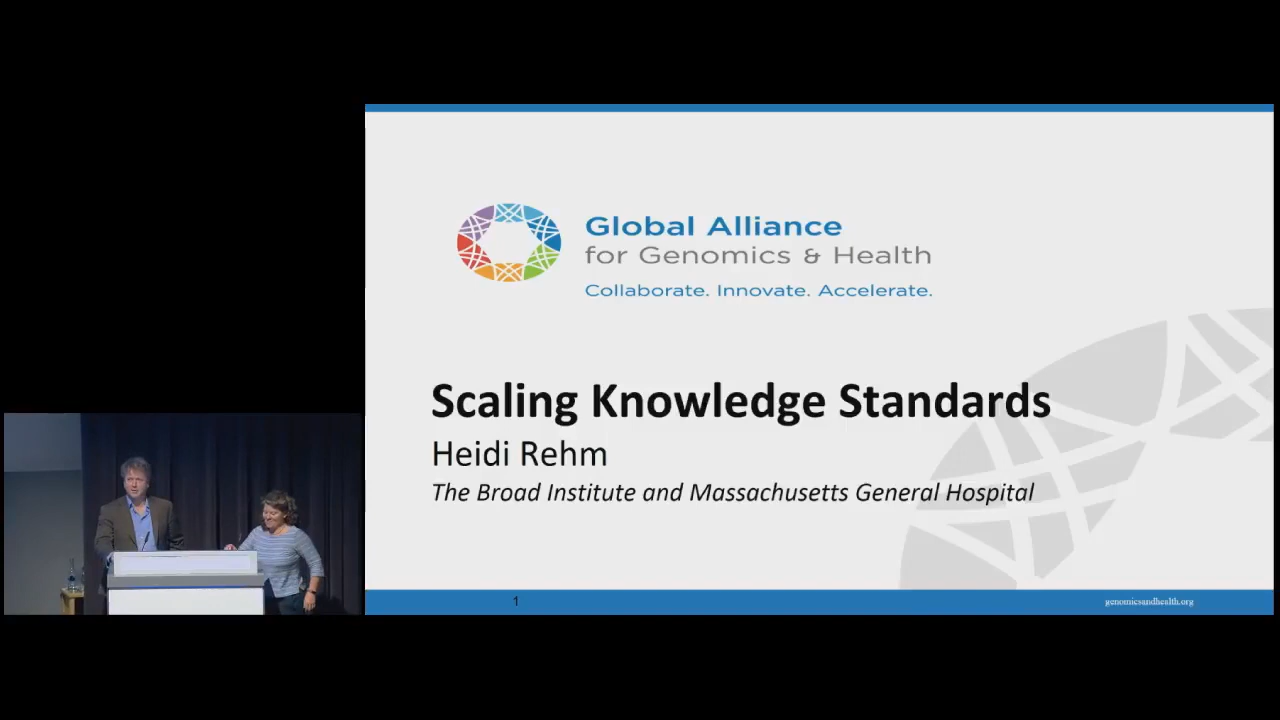 Global Alliance
for Genomics & Health
Collaborate. Innovate. Accelerate.
Scaling Knowledge Standards
Heidi Rehm
The Broad Institute and Massachusetts General Hospital
1
genomicsandhealth.org